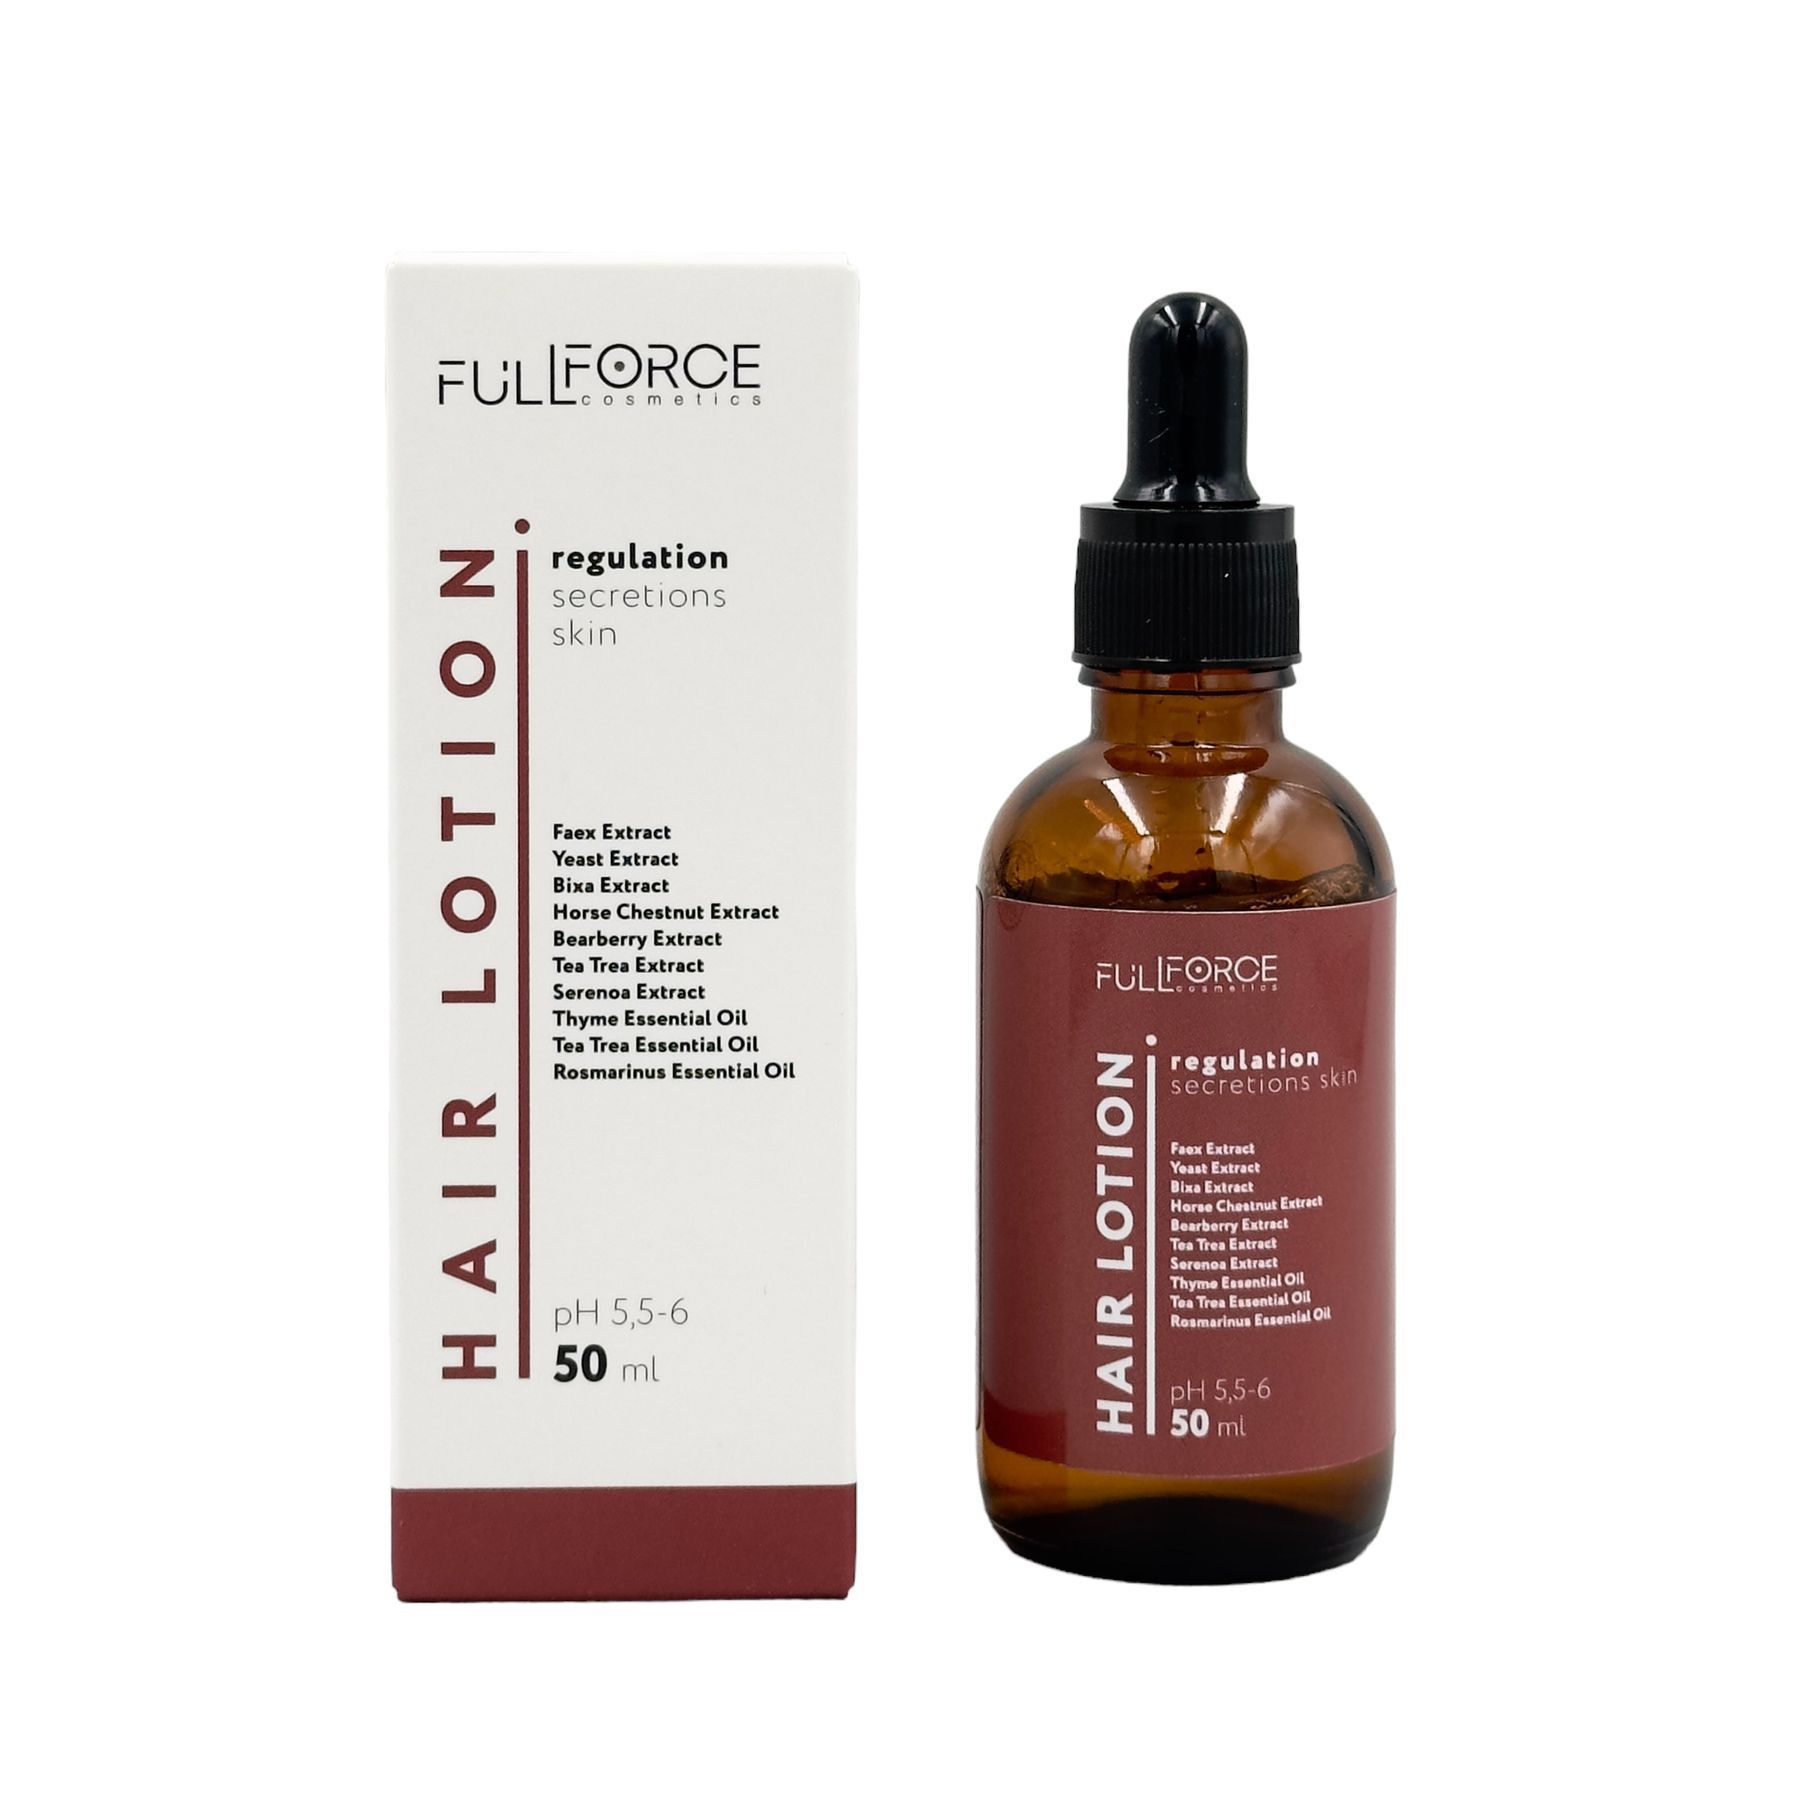 FULLFORCE
cosmetics
HAIR LOTION
regulation
secretions
skin
Faex Extract
Yeast Extract
Bixa Extract
Horse Chestnut Extract
Bearberry Extract
Tea Trea Extract
Serenoa Extract
Thyme Essential Oil
Tea Trea Essential Oil
Rosmarinus Essential Oil
pH 5,5-6
50 ml
FULLFORCE
cosmetics
HAIR LOTION
regulation
secretions skin
Faex Extract
Yeast Extract
Bixa Extract
Horse Chestnut Extract
Bearberry Extract
Tea Trea Extract
Serenoa Extract
Thyme Essential Oil
Tea Trea Essential Oil
Rosmarinus Essential Oil
pH 5,5-6
50 ml